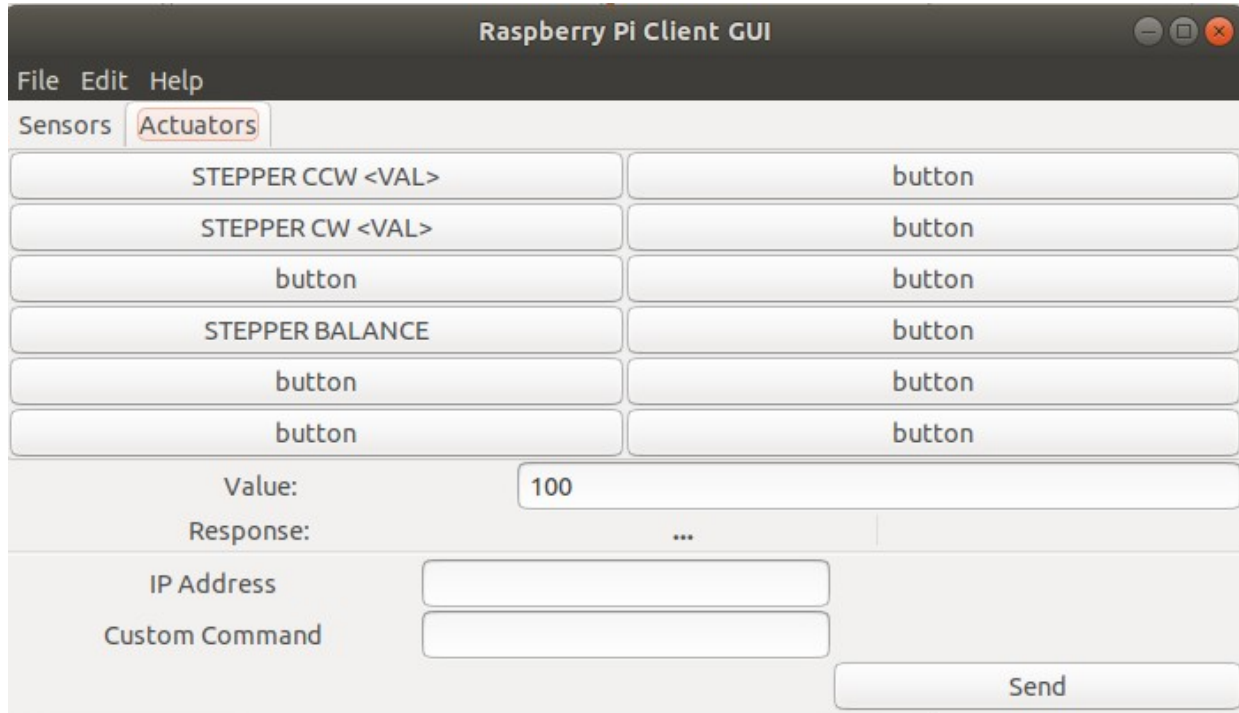 Raspberry Pi Client GUI
File Edit Help
Sensors Actuators
STEPPER CCW <VAL> button
STEPPER CW <VAL> button
button button
STEPPER BALANCE button
button button
button button
Value: 100
Response: ...
IP Address
Custom Command
Send